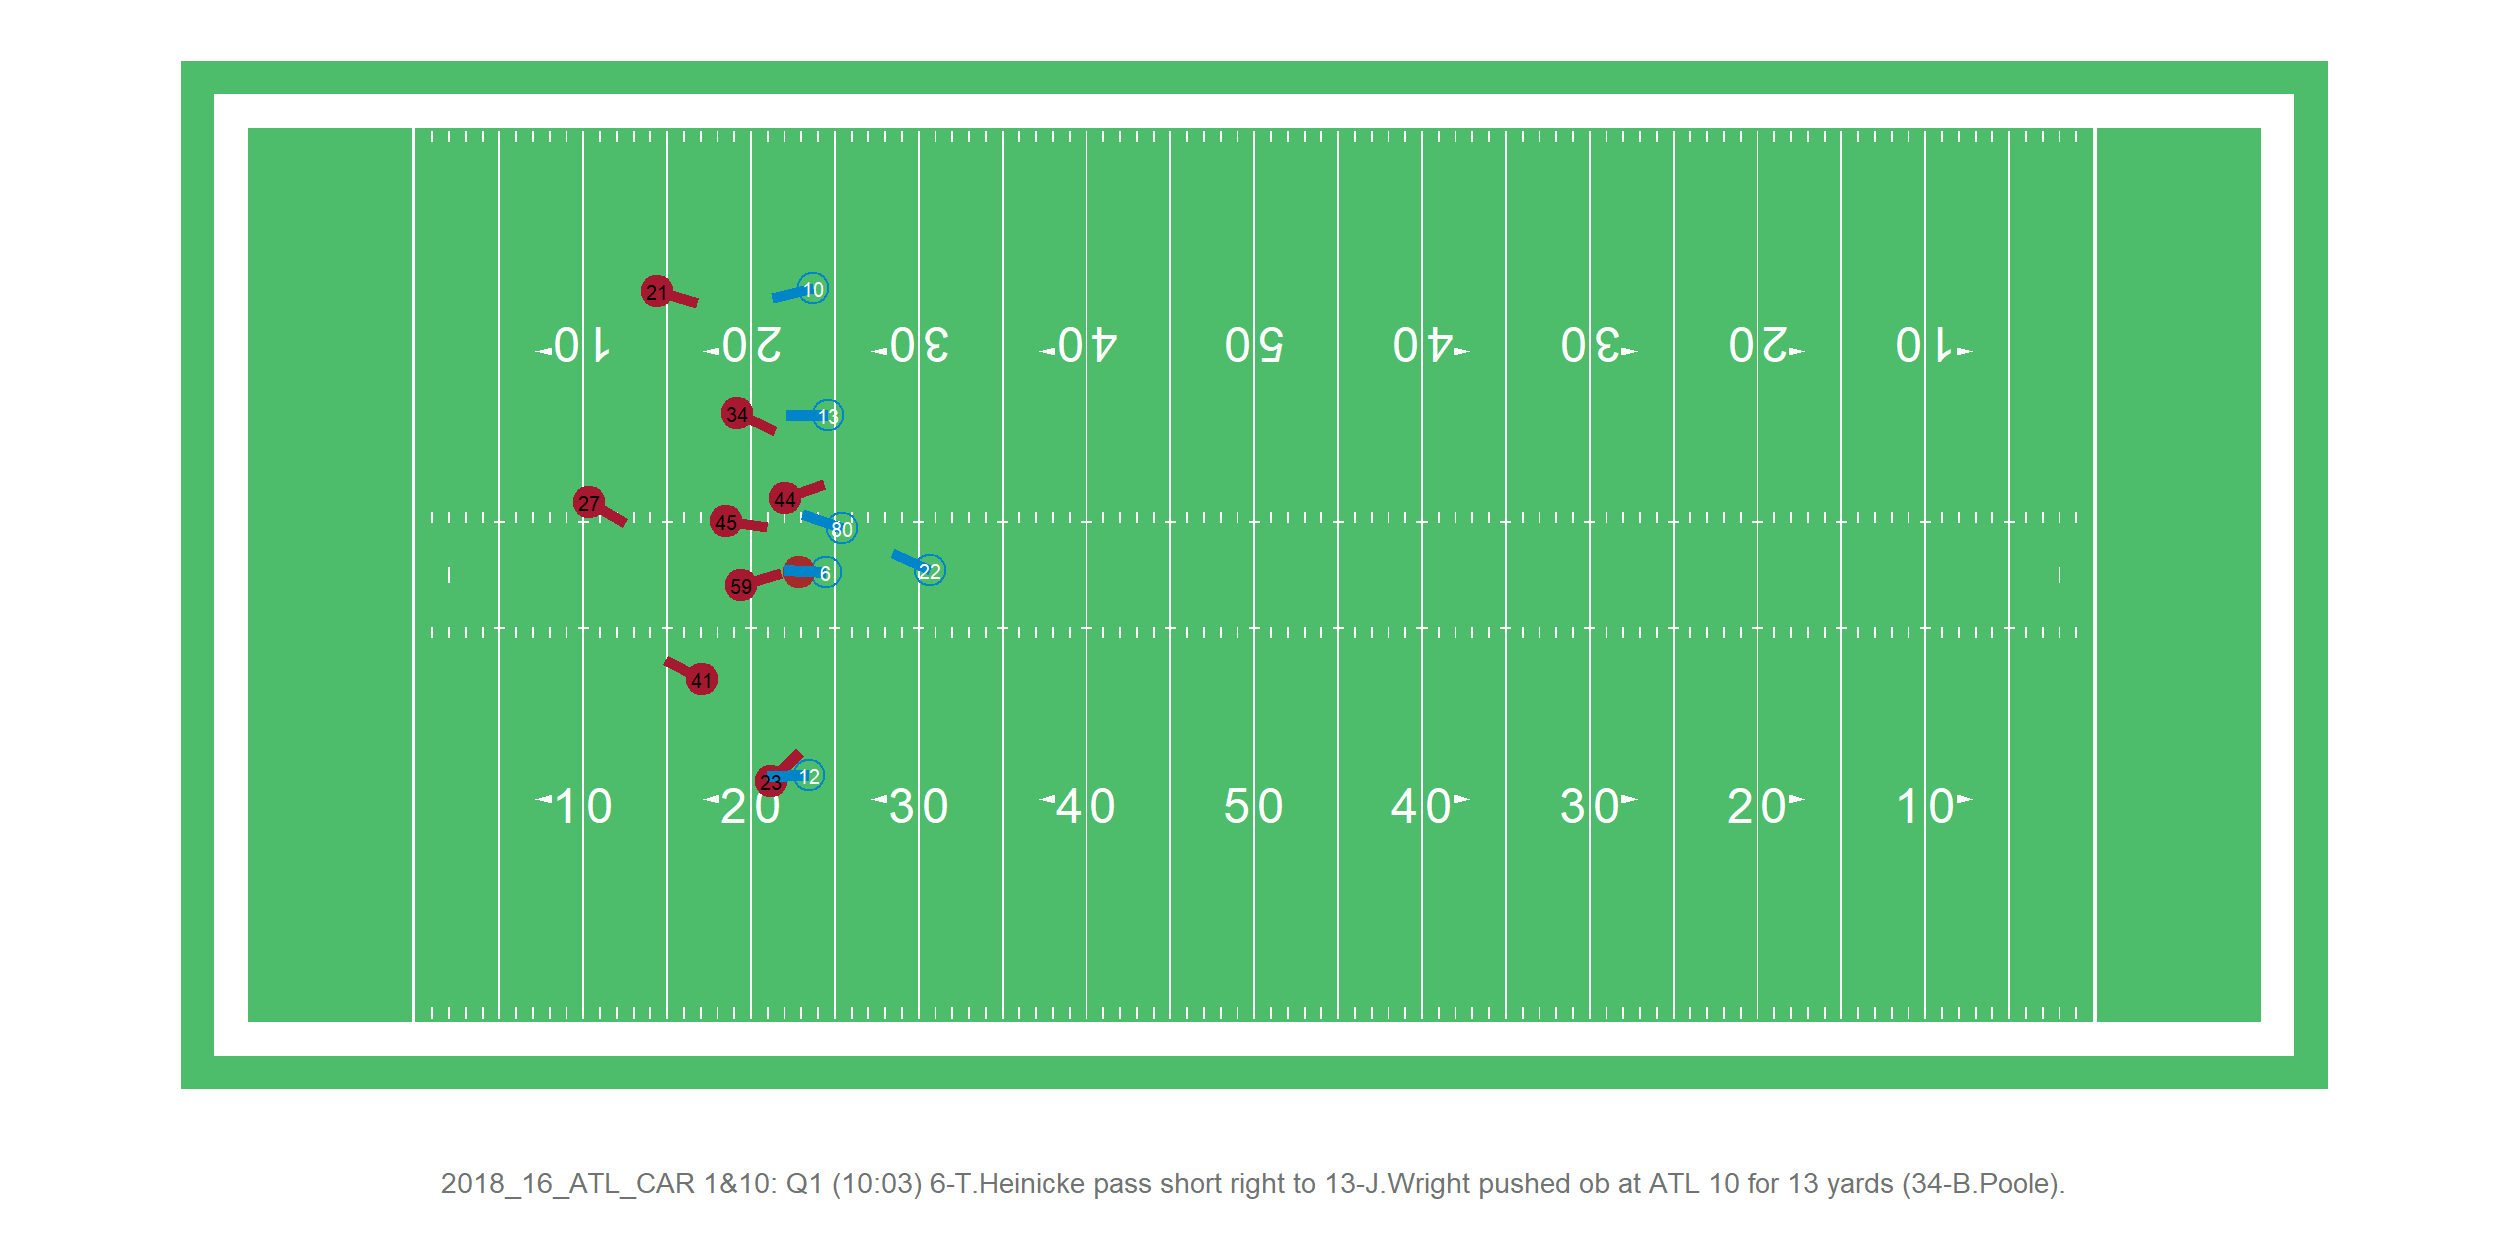 21 10
10 20 30 40 50 40 30 20 10
34 13
27 44
45 80
59 6 22
41
23 12
10 20 30 40 50 40 30 20 10
2018_16_ATL_CAR 1&10: Q1 (10:03) 6-T.Heinicke pass short right to 13-J.Wright pushed ob at ATL 10 for 13 yards (34-B.Poole).